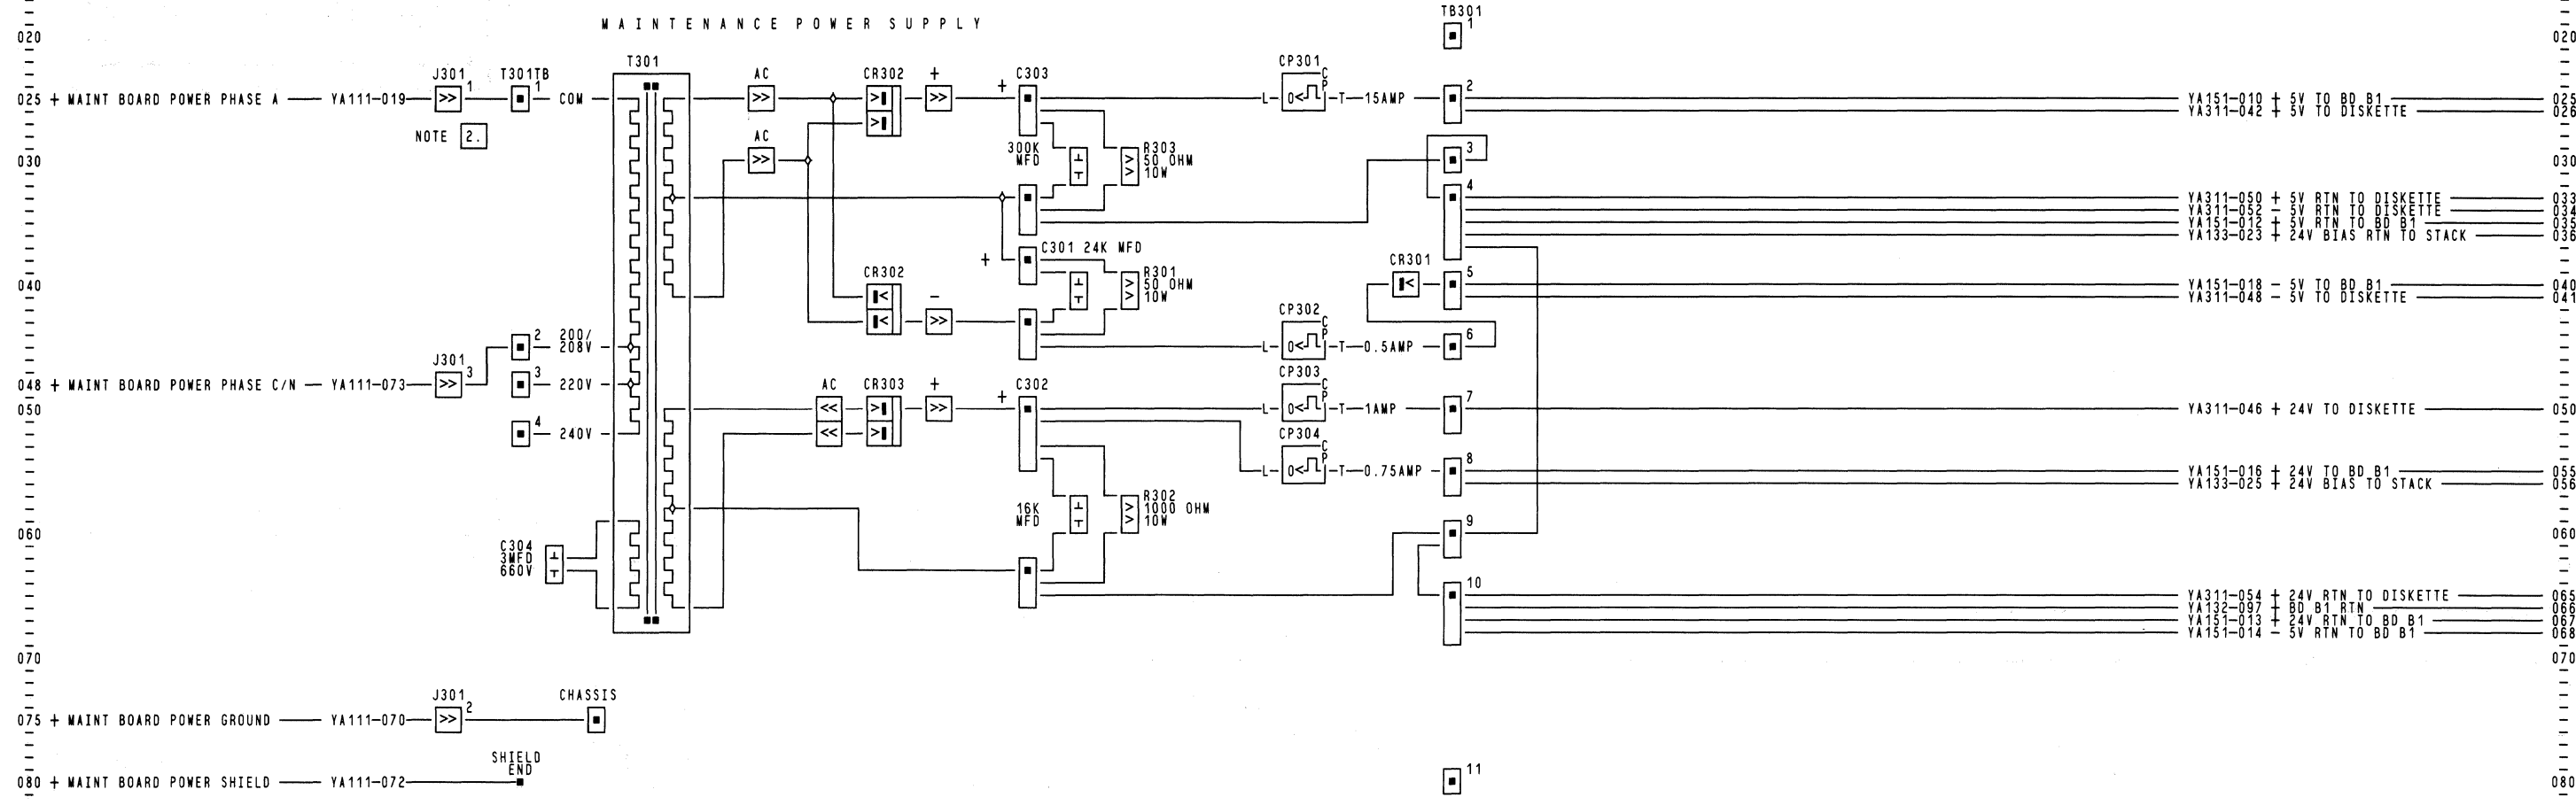 MAINTENANCE POWER SUPPLY
TB301
1
020
020
J301
1
T301TB
1
T301
AC
CR302
+
+
C303
CP301
CP
2
025 + MAINT BOARD POWER PHASE A — YA111-019
>>
COM
>>
>I
>>
L
0<
T
15AMP
YA151-010 + 5V TO BD B1
025
YA311-042 + 5V TO DISKETTE
026
NOTE 2.
AC
>I
030
>>
300K
MFD
R303
50 OHM
10W
3
030
4
YA311-050 + 5V RTN TO DISKETTE
033
YA311-052 - 5V RTN TO DISKETTE
034
YA151-012 + 5V RTN TO BD B1
035
YA133-023 + 24V BIAS RTN TO STACK
036
C301 24K MFD
+
CR301
CR302
R301
50 OHM
10W
5
040
I<
I<
I<
YA151-018 - 5V TO BD B1
040
YA311-048 - 5V TO DISKETTE
041
-
>>
CP302
CP
2
200/
208V
L
0<
T
0.5AMP
6
J301
3
3
220V
048 + MAINT BOARD POWER PHASE C/N — YA111-073
>>
AC
CR303
+
+
C302
CP303
CP
7
050
<<
>I
>>
L
0<
T
1AMP
YA311-046 + 24V TO DISKETTE
050
4
240V
<<
>I
CP304
CP
L
0<
T
0.75AMP
8
YA151-016 + 24V TO BD B1
055
YA133-025 + 24V BIAS TO STACK
056
16K
MFD
R302
1000 OHM
10W
9
060
060
C304
3MFD
660V
10
YA311-054 + 24V RTN TO DISKETTE
065
YA132-097 + BD B1 RTN
066
YA151-013 + 24V RTN TO BD B1
067
YA151-014 - 5V RTN TO BD B1
068
070
070
J301
2
CHASSIS
075 + MAINT BOARD POWER GROUND — YA111-070
>>
SHIELD
END
080 + MAINT BOARD POWER SHIELD — YA111-072
11
080